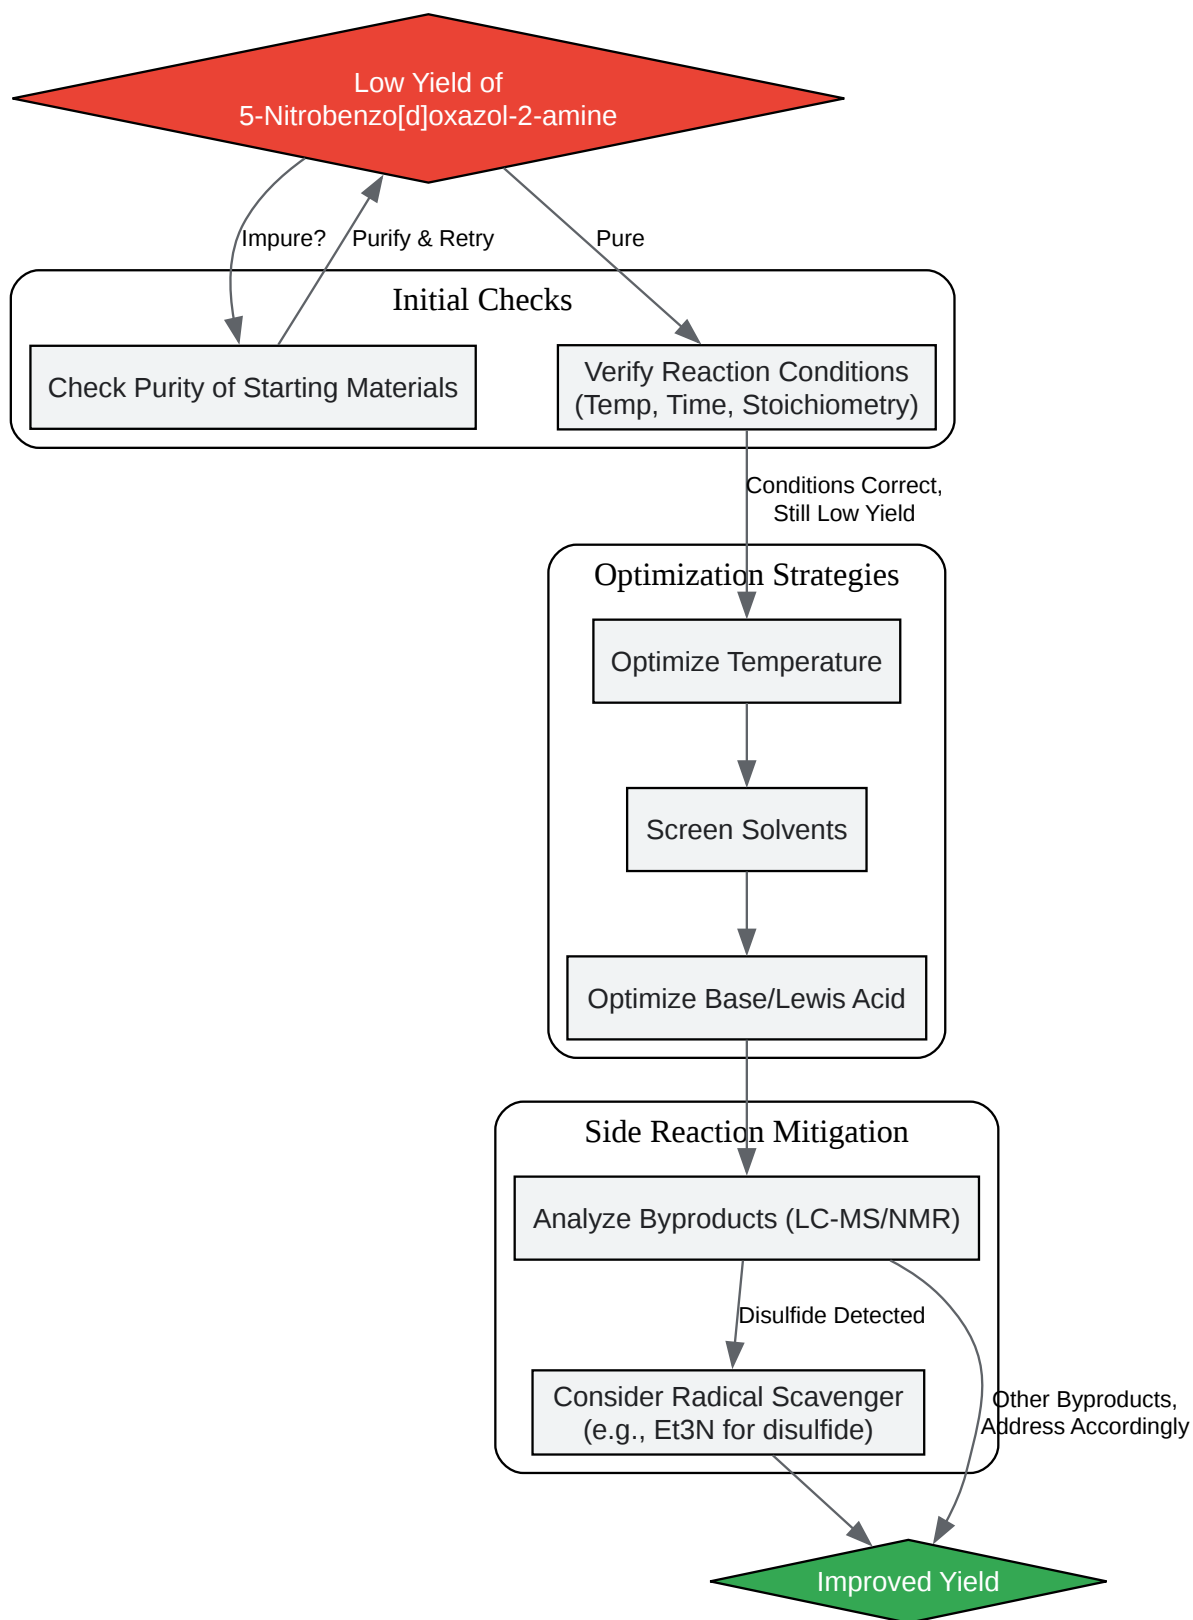 Low Yield of
5-Nitrobenzo[d]oxazol-2-amine
Impure?
Purify & Retry
Pure
Initial Checks
Check Purity of Starting Materials
Verify Reaction Conditions
(Temp, Time, Stoichiometry)
Conditions Correct,
Still Low Yield
Optimization Strategies
Optimize Temperature
Screen Solvents
Optimize Base/Lewis Acid
Side Reaction Mitigation
Analyze Byproducts (LC-MS/NMR)
Disulfide Detected
Consider Radical Scavenger
(e.g., Et3N for disulfide)
Other Byproducts,
Address Accordingly
Improved Yield